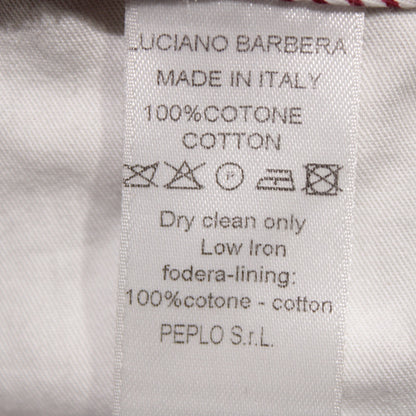 LUCIANO BARBERA
MADE IN ITALY
100%COTONE
COTTON
P
Dry clean only
Low Iron
fodera-lining:
100%cotone - cotton
PEPLO S.r.L.